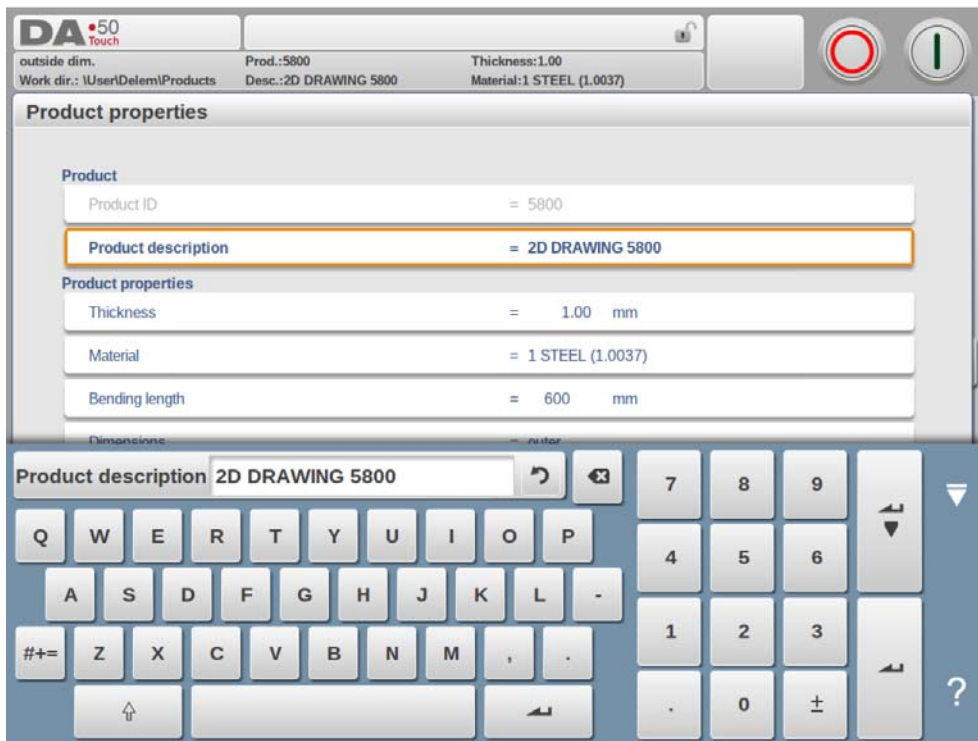 DA 50
Touch
outside dim. Prod.:5800 Thickness:1.00
Work dir.: \User\Delem\Products Desc.:2D DRAWING 5800 Material:1 STEEL (1.0037)
Product properties
Product
Product ID = 5800
Product description = 2D DRAWING 5800
Product properties
Thickness = 1.00 mm
Material = 1 STEEL (1.0037)
Bending length = 600 mm
Dimensions = outer
Product description 2D DRAWING 5800
7 8 9
Q W E R T Y U I O P
4 5 6
A S D F G H J K L -
1 2 3
#+= Z X C V B N M , .
. 0 ±
?